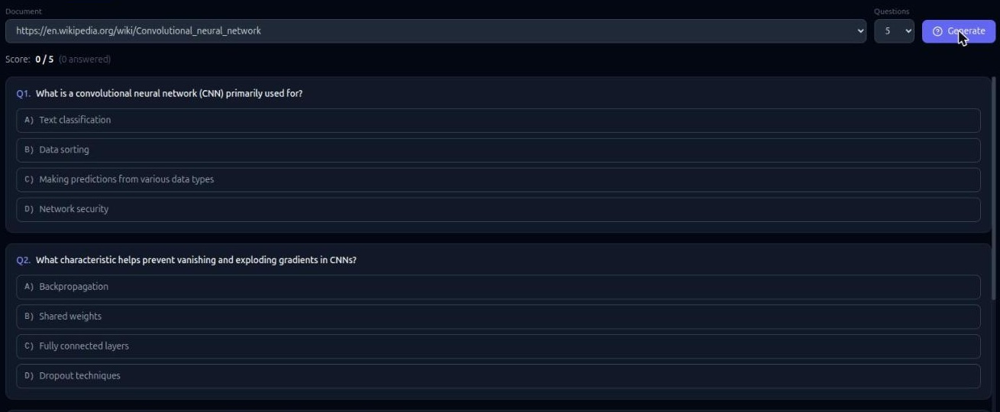 Document
Questions
https://en.wikipedia.org/wiki/Convolutional_neural_network
5
Generate
Score: 0 / 5 (0 answered)
Q1. What is a convolutional neural network (CNN) primarily used for?
A) Text classification
B) Data sorting
C) Making predictions from various data types
D) Network security
Q2. What characteristic helps prevent vanishing and exploding gradients in CNNs?
A) Backpropagation
B) Shared weights
C) Fully connected layers
D) Dropout techniques